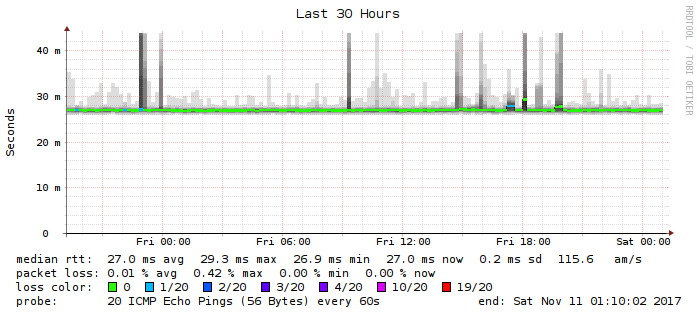 Last 30 Hours
RRDTOOL / TOBI OETIKER
Seconds
40 m
30 m
20 m
10 m
0
Fri 00:00 Fri 06:00 Fri 12:00 Fri 18:00 Sat 00:00
median rtt: 27.0 ms avg 29.3 ms max 26.9 ms min 27.0 ms now 0.2 ms sd 115.6 am/s
packet loss: 0.01 % avg 0.42 % max 0.00 % min 0.00 % now
loss color: 0 1/20 2/20 3/20 4/20 10/20 19/20
probe: 20 ICMP Echo Pings (56 Bytes) every 60s end: Sat Nov 11 01:10:02 2017